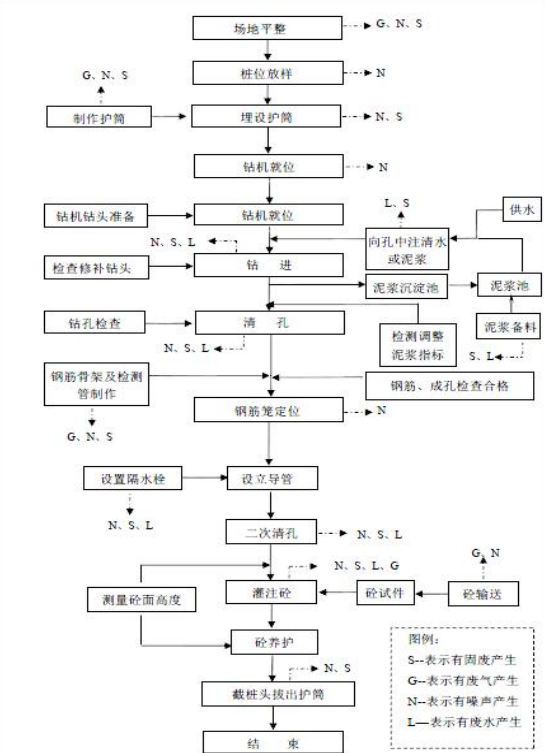 场地平整
G、N、S
G、N、S
桩位放样
N
制作护筒
埋设护筒
N、S
钻机就位
N
L、S
供水
钻机钻头准备
钻机就位
N、S、L
向孔中注清水
或泥浆
检查修补钻头
钻 进
泥浆沉淀池
泥浆池
钻孔检查
清 孔
检测调整
泥浆指标
泥浆备料
N、S、L
S、L
钢筋骨架及检测
管制作
钢筋、成孔检查合格
钢筋笼定位
N
G、N、S
设置隔水栓
设立导管
N、S、L
二次清孔
N、S、L
G、N
N、S、L、G
测量砼面高度
灌注砼
砼试件
砼输送
砼养护
N、S
截桩头拔出护筒
结 束
图例：
S--表示有固废产生
G--表示有废气产生
N--表示有噪声产生
L—表示有废水产生